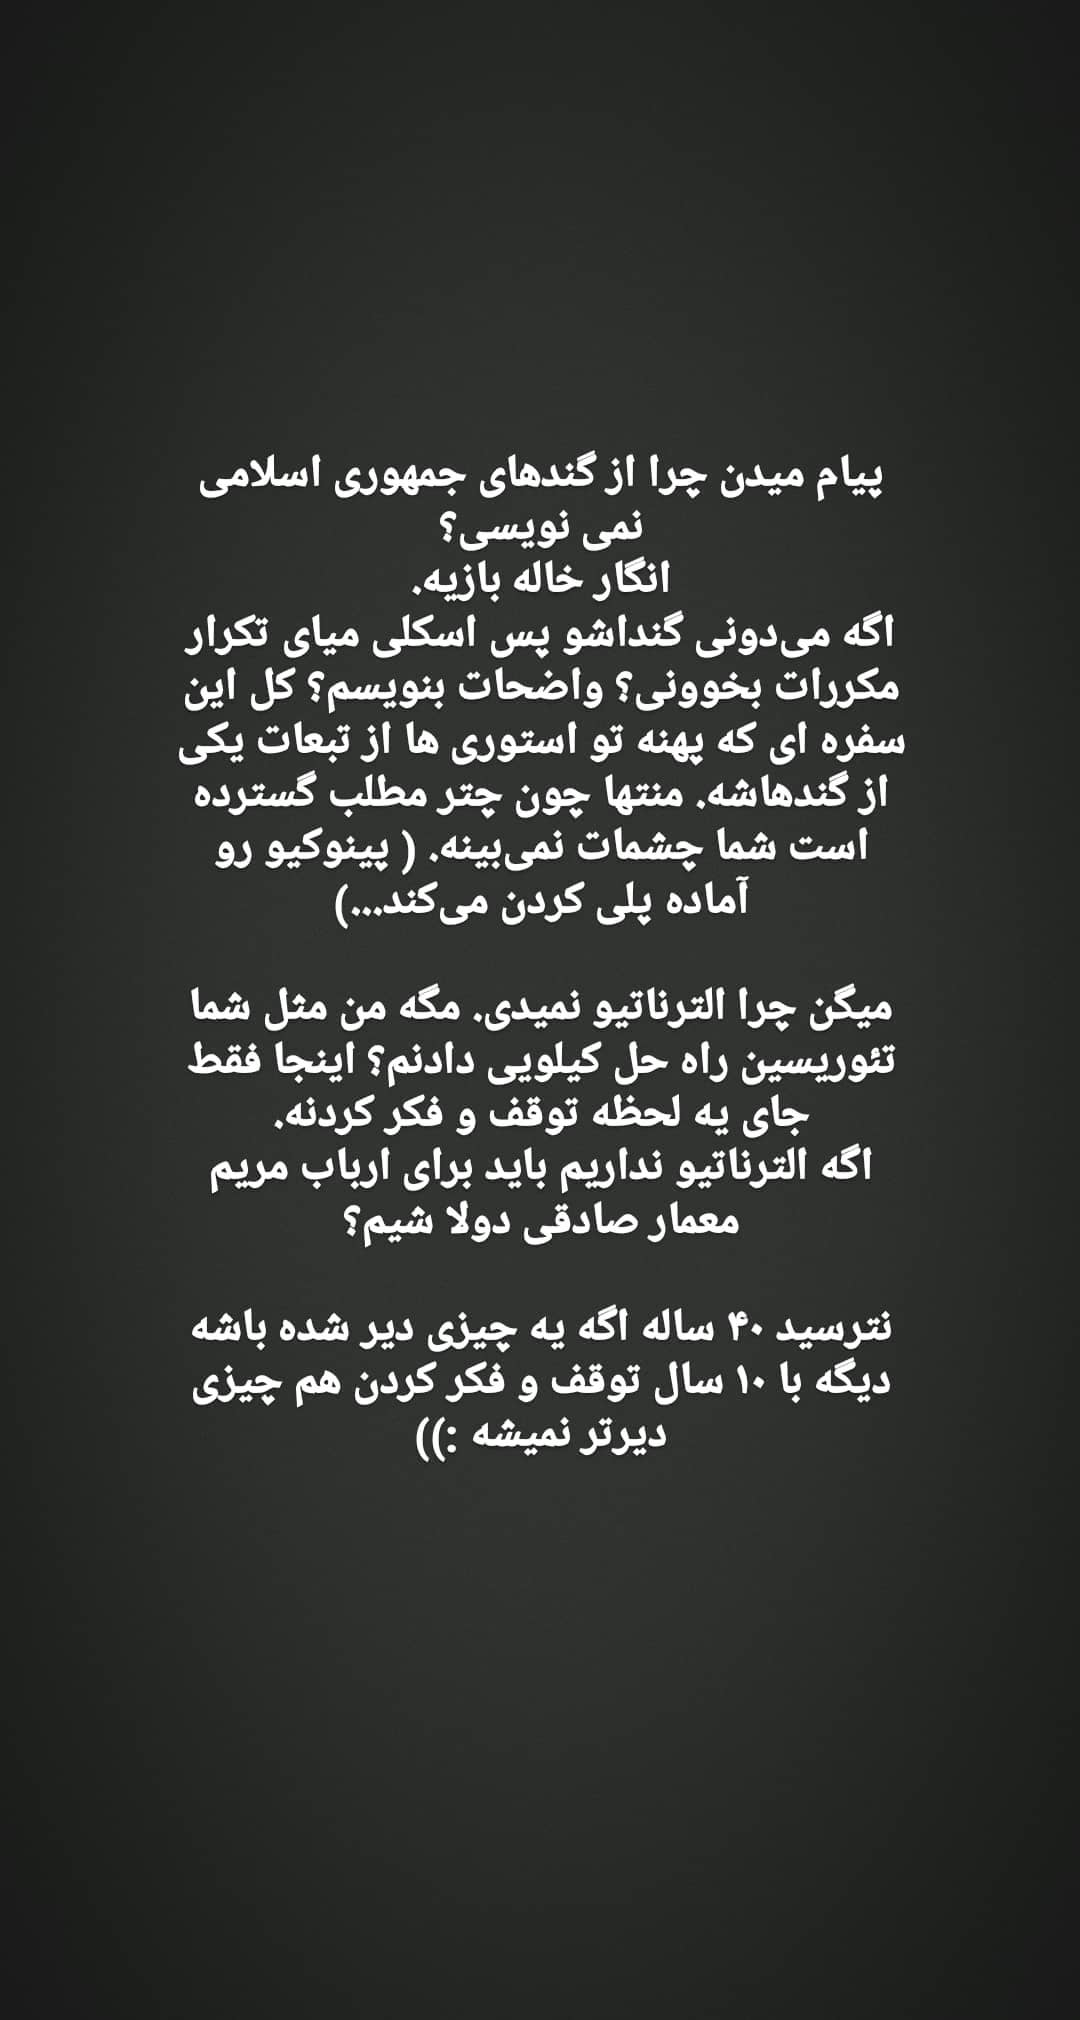 پیام میدن چرا از گندهای جمهوری اسلامی
نمی نویسی؟
انگار خاله بازیه.
اگه می‌دونی گنداشو پس اسکلی میای تکرار
مکررات بخوونی؟ واضحات بنویسم؟ کل این
سفره ای که پهنه تو استوری ها از تبعات یکی
از گندهاشه. منتها چون چتر مطلب گسترده
است شما چشمات نمی‌بینه. ( پینوکیو رو
آماده پلی کردن می‌کند...)
میگن چرا الترناتیو نمیدی. مگه من مثل شما
تئوریسین راه حل کیلویی دادنم؟ اینجا فقط
جای یه لحظه توقف و فکر کردنه.
اگه الترناتیو نداریم باید برای ارباب مریم
معمار صادقی دولا شیم؟
نترسید ۴۰ ساله اگه یه چیزی دیر شده باشه
دیگه با ۱۰ سال توقف و فکر کردن هم چیزی
دیرتر نمیشه :))